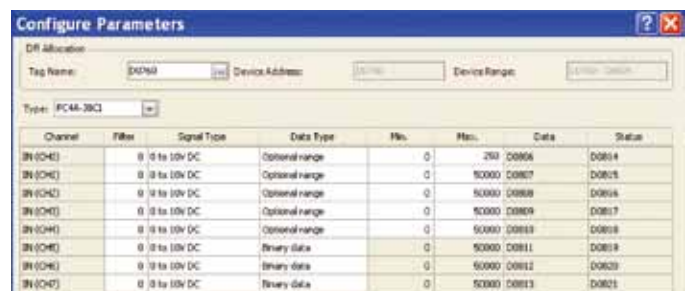 Configure Parameters
DR Allocation
Tag Name: D0760 Device Address: Device Range:
Type:
Channel Filter Signal Type Data Type Min. Max. Data Status
IN (CH0) 0 0 to 10V DC Optional range 0 250 D0806 D0814
IN (CH1) 0 0 to 10V DC Optional range 0 50000 D0807 D0815
IN (CH2) 0 0 to 10V DC Optional range 0 50000 D0808 D0816
IN (CH3) 0 0 to 10V DC Optional range 0 50000 D0809 D0817
IN (CH4) 0 0 to 10V DC Optional range 0 50000 D0810 D0818
IN (CH5) 0 0 to 10V DC Binary data 0 50000 D0811 D0819
IN (CH6) 0 0 to 10V DC Binary data 0 50000 D0812 D0820
IN (CH7) 0 0 to 10V DC Binary data 0 50000 D0813 D0821